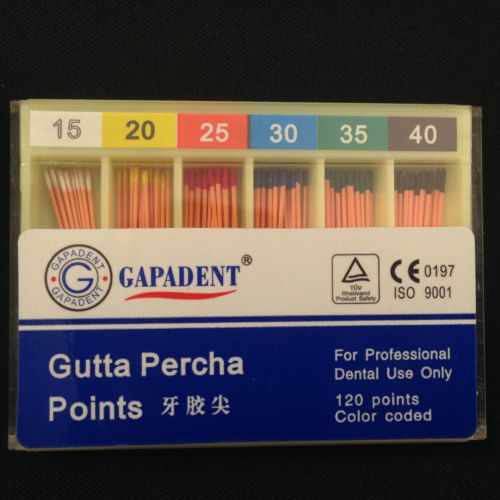 15 20 25 30 35 40
GAPADENT
G
GAPADENT
GAPADENT®
TÜV
Rheinland
Product Safety
CE 0197
ISO 9001
Gutta Percha
Points 牙胶尖
For Professional
Dental Use Only
120 points
Color coded